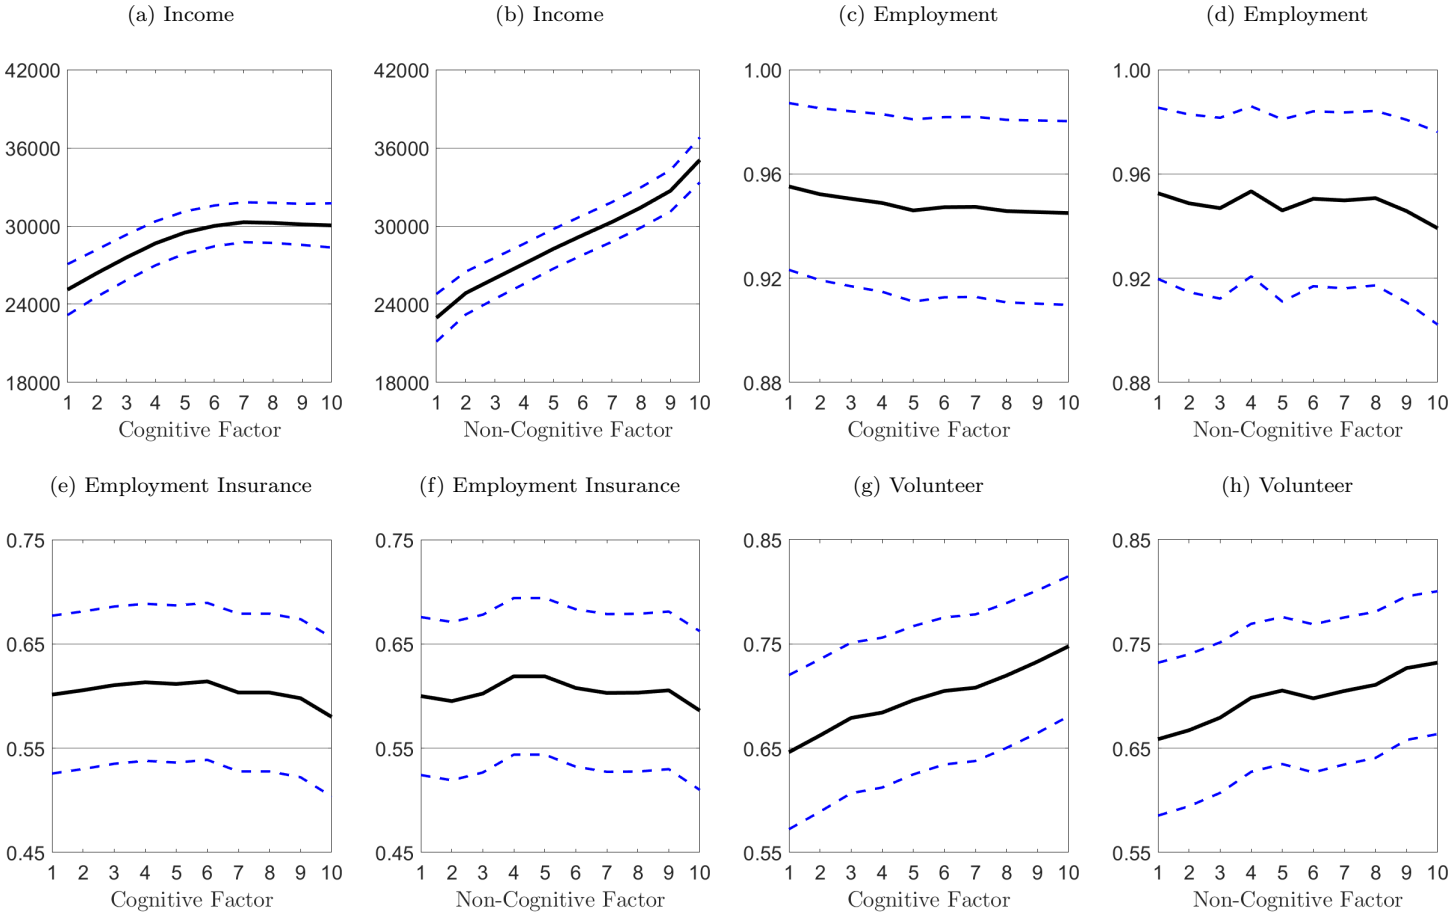 (a) Income
(b) Income
(c) Employment
(d) Employment
42000
36000
30000
24000
18000
1 2 3 4 5 6 7 8 9 10
Cognitive Factor
42000
36000
30000
24000
18000
1 2 3 4 5 6 7 8 9 10
Non-Cognitive Factor
1.00
0.96
0.92
0.88
1 2 3 4 5 6 7 8 9 10
Cognitive Factor
1.00
0.96
0.92
0.88
1 2 3 4 5 6 7 8 9 10
Non-Cognitive Factor
(e) Employment Insurance
(f) Employment Insurance
(g) Volunteer
(h) Volunteer
0.75
0.65
0.55
0.45
1 2 3 4 5 6 7 8 9 10
Cognitive Factor
0.75
0.65
0.55
0.45
1 2 3 4 5 6 7 8 9 10
Non-Cognitive Factor
0.85
0.75
0.65
0.55
1 2 3 4 5 6 7 8 9 10
Cognitive Factor
0.85
0.75
0.65
0.55
1 2 3 4 5 6 7 8 9 10
Non-Cognitive Factor